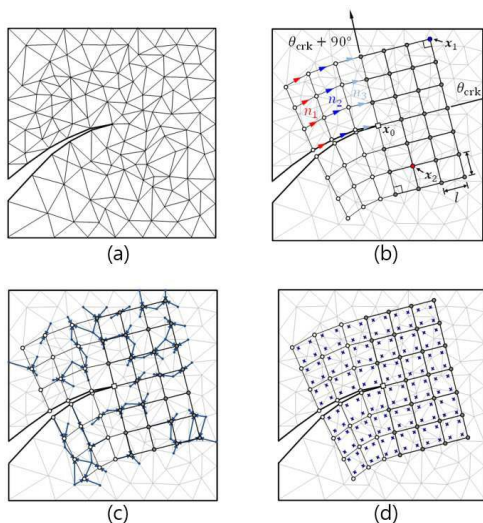 (a)
θcrk + 90°
x1
θcrk
n1
n2
n3
x0
x2
l
l
(b)
(c)
(d)